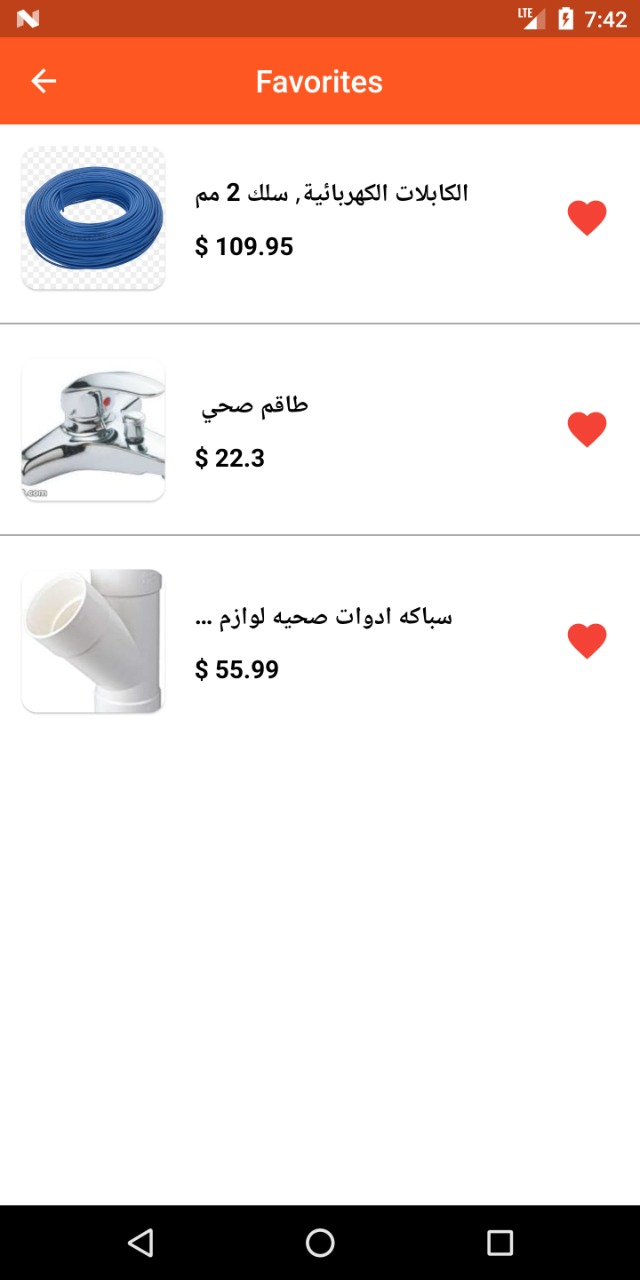 LTE
7:42
Favorites
الكابلات الكهربائية, سلك 2 مم
$ 109.95
طاقم صحي
$ 22.3
سباكه ادوات صحيه لوازم ...
$ 55.99